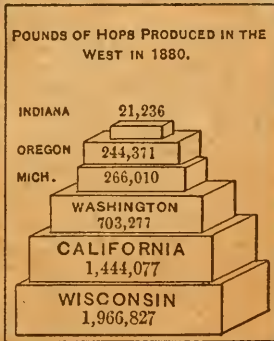 POUNDS OF HOPS PRODUCED IN THE
WEST IN 1880.
INDIANA 21,236
OREGON 244,371
MICH. 266,010
WASHINGTON
703,277
CALIFORNIA
1,444,077
WISCONSIN
1,966,827